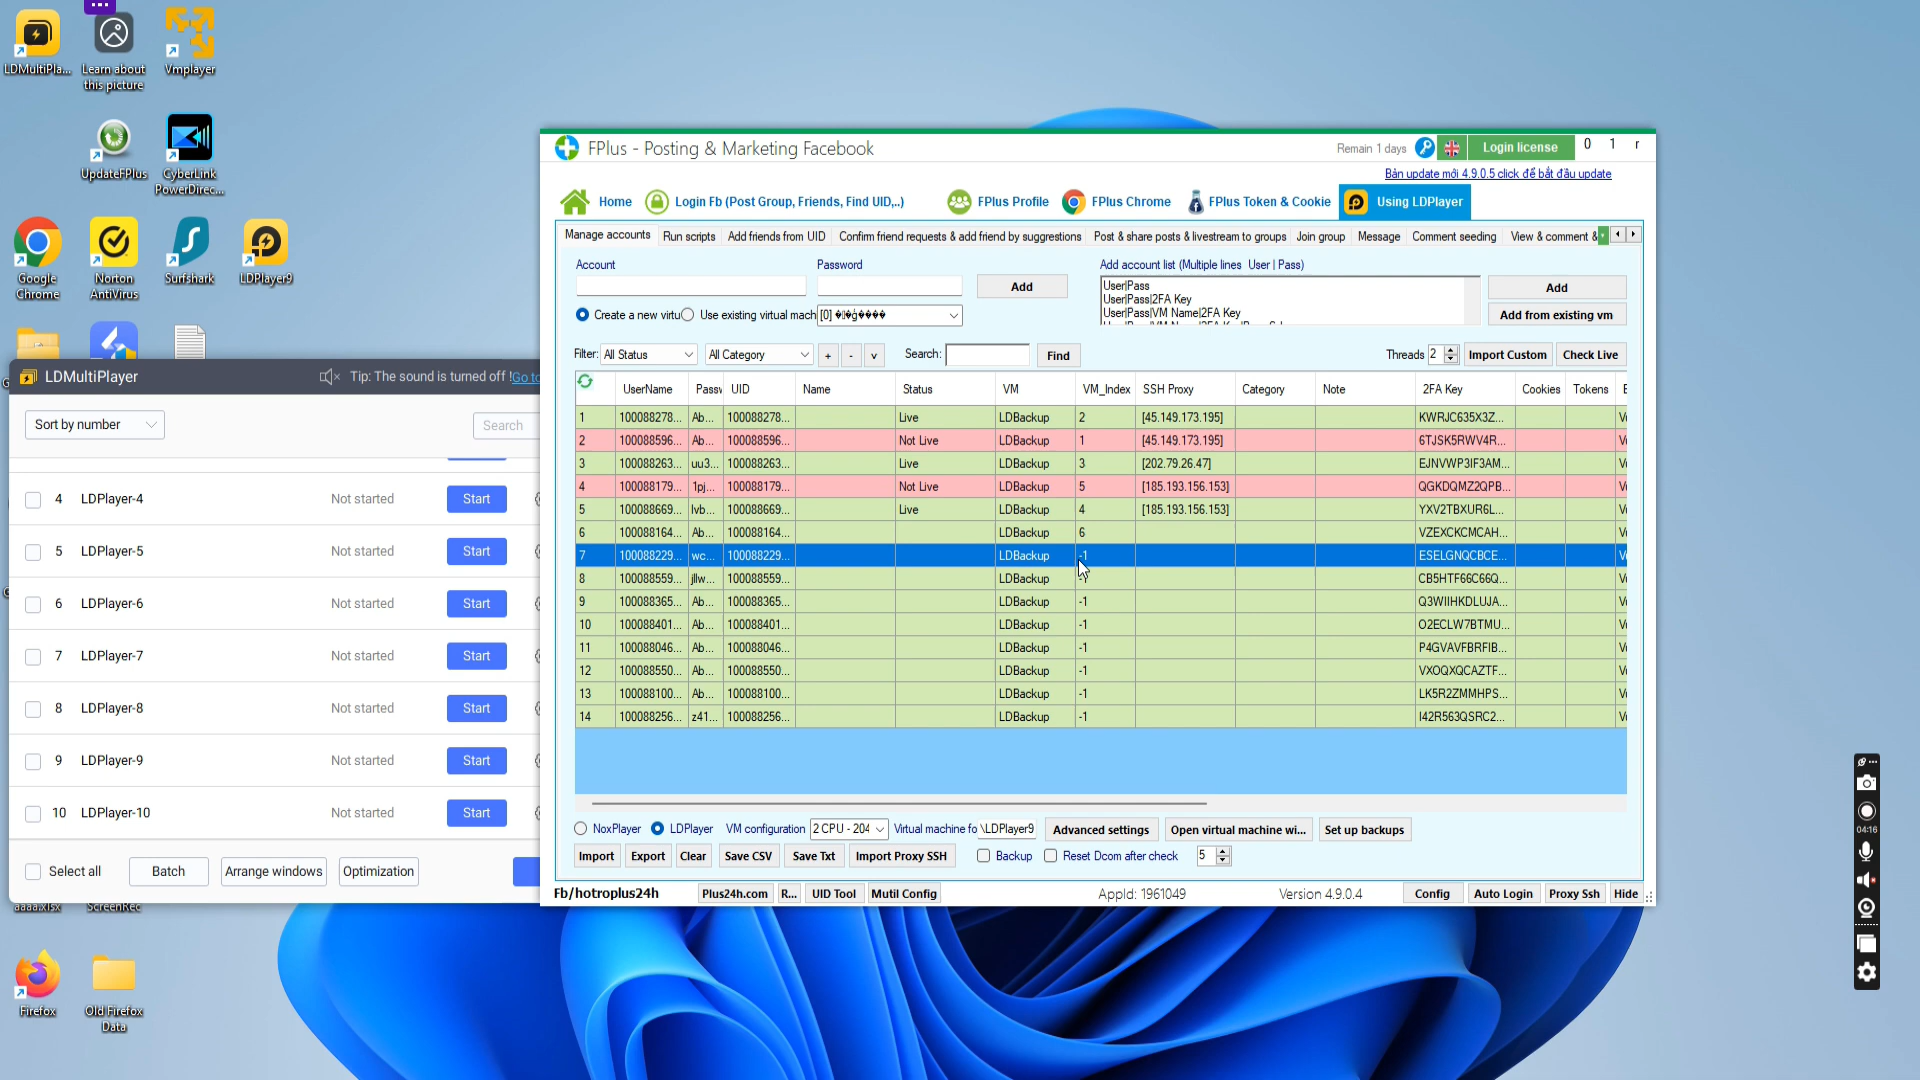 LDMultiPla...
Learn about this picture
Vmplayer
UpdateFPlus
CyberLink PowerDirec...
Google Chrome
Norton AntiVirus
Surfshark
LDPlayer9
LDMultiPlayer
Tip: The sound is turned off !Go to
Sort by number
Search
4 LDPlayer-4 Not started Start
5 LDPlayer-5 Not started Start
6 LDPlayer-6 Not started Start
7 LDPlayer-7 Not started Start
8 LDPlayer-8 Not started Start
9 LDPlayer-9 Not started Start
10 LDPlayer-10 Not started Start
Select all Batch Arrange windows Optimization
aaaa.xlsx
ScreenRec
Firefox
Old Firefox Data
FPlus - Posting & Marketing Facebook
Remain 1 days Login license 0 1 r
Bản update mới 4.9.0.5 click để bắt đầu update
Home Login Fb (Post Group, Friends, Find UID,..) FPlus Profile FPlus Chrome FPlus Token & Cookie Using LDPlayer
Manage accounts Run scripts Add friends from UID Confirm friend requests & add friend by suggestions Post & share posts & livestream to groups Join group Message Comment seeding View & comment &
Account Password Add account list (Multiple lines User | Pass)
Add
User|Pass
User|Pass|2FA Key
User|Pass|VM Name|2FA Key
Add
Add from existing vm
Create a new virtu Use existing virtual mach
Filter: All Status All Category + - v Search: Find Threads 2 Import Custom Check Live
UserName Passv UID Name Status VM VM_Index SSH Proxy Category Note 2FA Key Cookies Tokens E
1 100088278... Ab... 100088278... Live LDBackup 2 [45.149.173.195] KWRJC635X3Z...
2 100088596... Ab... 100088596... Not Live LDBackup 1 [45.149.173.195] 6TJSK5RWV4R...
3 100088263... uu3... 100088263... Live LDBackup 3 [202.79.26.47] EJNVWP3IF3AM...
4 100088179... 1pj... 100088179... Not Live LDBackup 5 [185.193.156.153] QGKDQMZ2QPB...
5 100088669... lvb... 100088669... Live LDBackup 4 [185.193.156.153] YXV2TBXUR6L...
6 100088164... Ab... 100088164... LDBackup 6 VZEXCKCMCAH...
7 100088229... wc... 100088229... LDBackup -1 ESELGNQCBCE...
8 100088559... jllw... 100088559... LDBackup -1 CB5HTF66C66Q...
9 100088365... Ab... 100088365... LDBackup -1 Q3WIIHKDLUJA...
10 100088401... Ab... 100088401... LDBackup -1 O2ECLW7BTMU...
11 100088046... Ab... 100088046... LDBackup -1 P4GVAVFBRFIB...
12 100088550... Ab... 100088550... LDBackup -1 VXOQXQCAZTF...
13 100088100... Ab... 100088100... LDBackup -1 LK5R2ZMMHPS...
14 100088256... z41... 100088256... LDBackup -1 I42R563QSRC2...
NoxPlayer LDPlayer VM configuration 2 CPU - 204 Virtual machine fo \LDPlayer9 Advanced settings Open virtual machine wi... Set up backups
Import Export Clear Save CSV Save Txt Import Proxy SSH Backup Reset Dcom after check 5
Fb/hotroplus24h Plus24h.com R... UID Tool Mutil Config AppId: 1961049 Version 4.9.0.4 Config Auto Login Proxy Ssh Hide
04:16